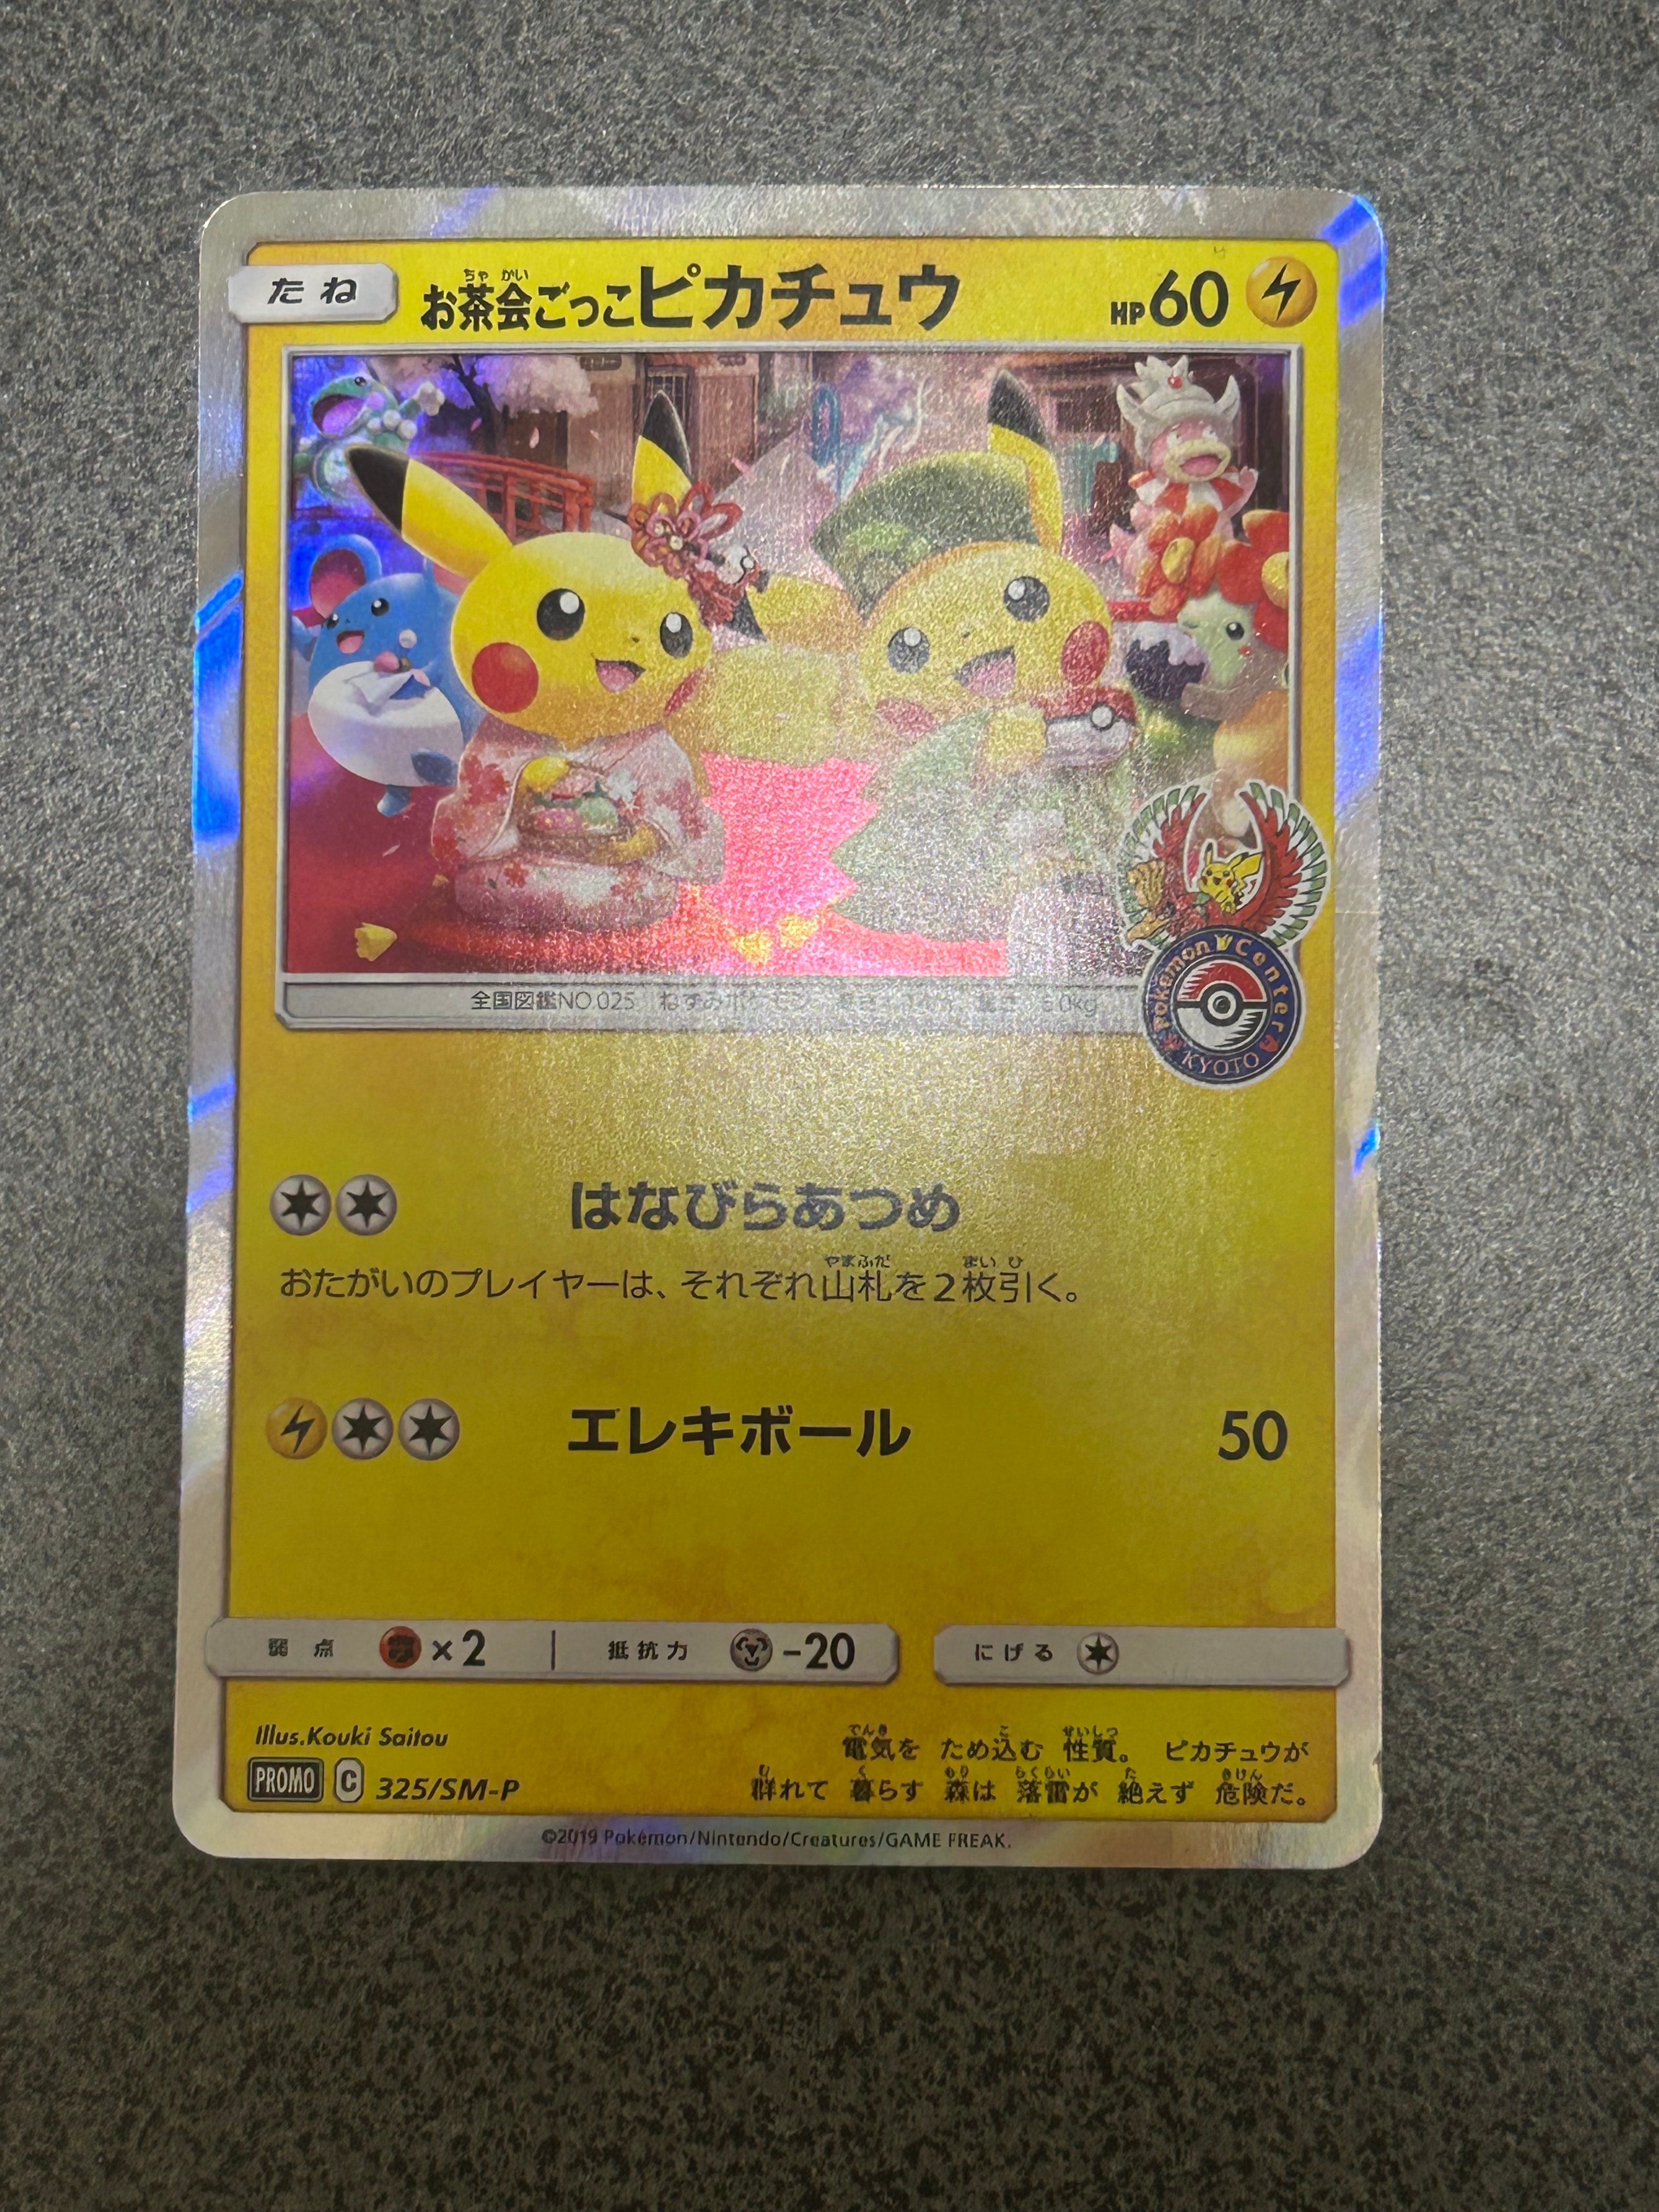 たね
お茶会ごっこピカチュウ
ちゃ かい
HP60
全国図鑑NO.025 ねずみポケモン
Pokémon Center
KYOTO
はなびらあつめ
おたがいのプレイヤーは、それぞれ山札を2枚引く。
やまふだ まい ひ
エレキボール 50
弱点 ×2 抵抗力 -20 にげる
Illus.Kouki Saitou
電気を ため込む 性質。 ピカチュウが
でんき こ せいしつ
PROMO C 325/SM-P
群れて 暮らす 森は 落雷が 絶えず 危険だ。
む く もり らくらい た きけん
©2019 Pokémon/Nintendo/Creatures/GAME FREAK.